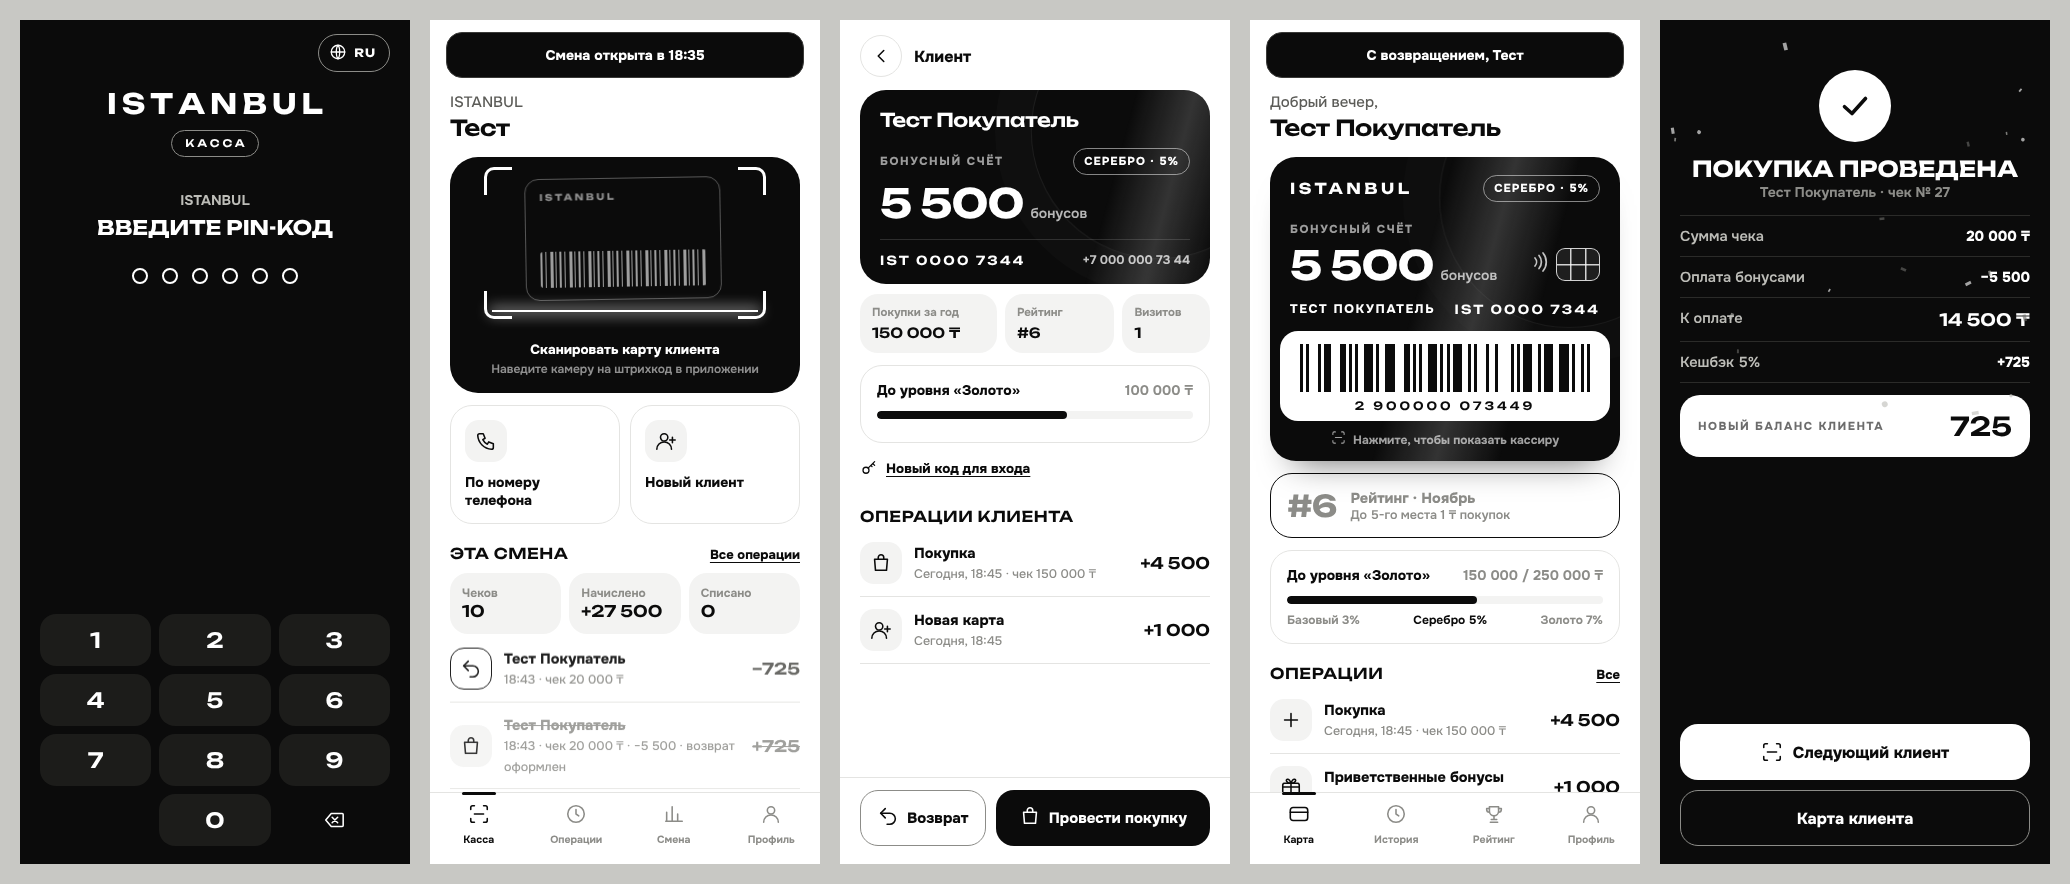 RU
ISTANBUL
КАССА
ISTANBUL
ВВЕДИТЕ PIN-КОД
1 2 3
4 5 6
7 8 9
0
Смена открыта в 18:35
ISTANBUL
Тест
ISTANBUL
Сканировать карту клиента
Наведите камеру на штрихкод в приложении
По номеру
телефона
Новый клиент
ЭТА СМЕНА Все операции
Чеков Начислено Списано
10 +27 500 0
Тест Покупатель
18:43 · чек 20 000 ₸
−725
Тест Покупатель
18:43 · чек 20 000 ₸ · −5 500 · возврат
оформлен
+725
Касса Операции Смена Профиль
Клиент
Тест Покупатель
БОНУСНЫЙ СЧЁТ СЕРЕБРО · 5%
5 500 бонусов
IST 0000 7344 +7 000 000 73 44
Покупки за год Рейтинг Визитов
150 000 ₸ #6 1
До уровня «Золото» 100 000 ₸
Новый код для входа
ОПЕРАЦИИ КЛИЕНТА
Покупка
Сегодня, 18:45 · чек 150 000 ₸
+4 500
Новая карта
Сегодня, 18:45
+1 000
Возврат Провести покупку
С возвращением, Тест
Добрый вечер,
Тест Покупатель
ISTANBUL СЕРЕБРО · 5%
БОНУСНЫЙ СЧЁТ
5 500 бонусов
ТЕСТ ПОКУПАТЕЛЬ IST 0000 7344
2 900000 073449
Нажмите, чтобы показать кассиру
#6
Рейтинг · Ноябрь
До 5-го места 1 ₸ покупок
До уровня «Золото» 150 000 / 250 000 ₸
Базовый 3% Серебро 5% Золото 7%
ОПЕРАЦИИ Все
Покупка
Сегодня, 18:45 · чек 150 000 ₸
+4 500
Приветственные бонусы
+1 000
Карта История Рейтинг Профиль
ПОКУПКА ПРОВЕДЕНА
Тест Покупатель · чек № 27
Сумма чека 20 000 ₸
Оплата бонусами −5 500
К оплате 14 500 ₸
Кешбэк 5% +725
НОВЫЙ БАЛАНС КЛИЕНТА 725
Следующий клиент
Карта клиента